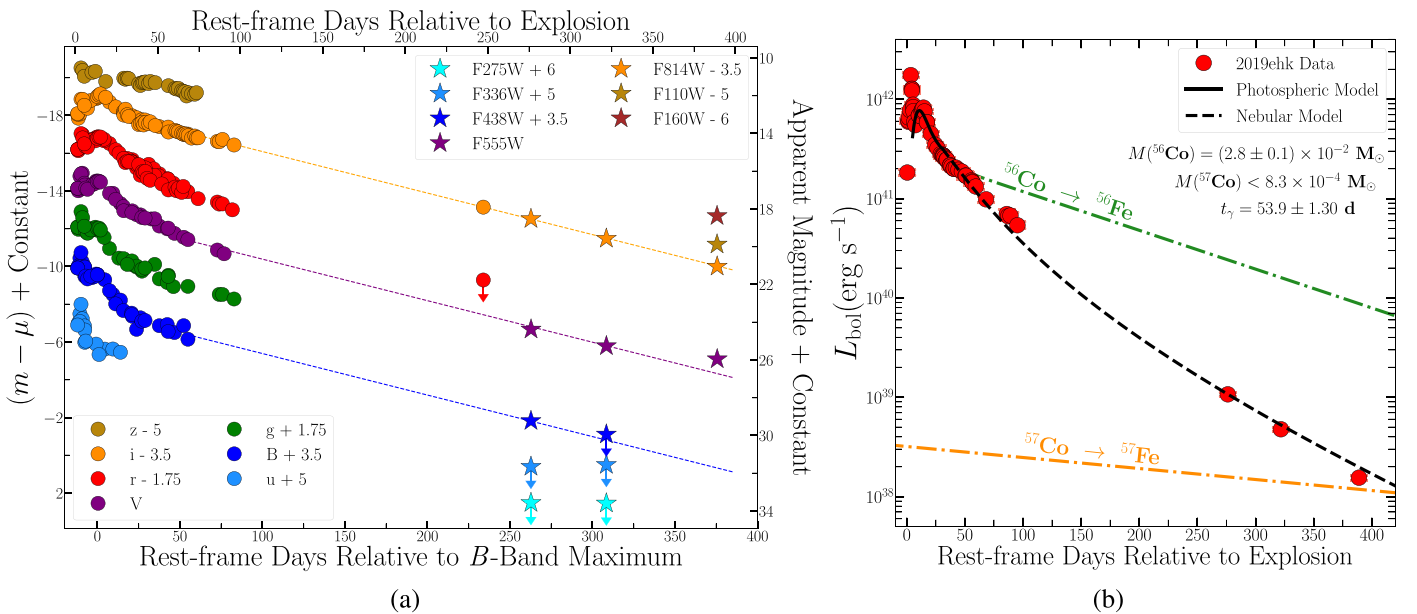 Rest-frame Days Relative to Explosion
0 50 100 150 200 250 300 350 400
F275W + 6
F336W + 5
F438W + 3.5
F555W
F814W - 3.5
F110W - 5
F160W - 6
(m − μ) + Constant
−18
−14
−10
−6
−2
2
10
14
18
22
26
30
34
Apparent Magnitude + Constant
z - 5
i - 3.5
r - 1.75
V
g + 1.75
B + 3.5
u + 5
0 50 100 150 200 250 300 350 400
Rest-frame Days Relative to B-Band Maximum
(a)
2019ehk Data
Photospheric Model
Nebular Model
M(⁵⁶Co) = (2.8 ± 0.1) × 10⁻² M⊙
M(⁵⁷Co) < 8.3 × 10⁻⁴ M⊙
tγ = 53.9 ± 1.30 d
⁵⁶Co → ⁵⁶Fe
⁵⁷Co → ⁵⁷Fe
L_bol(erg s⁻¹)
10⁴²
10⁴¹
10⁴⁰
10³⁹
10³⁸
0 50 100 150 200 250 300 350 400
Rest-frame Days Relative to Explosion
(b)